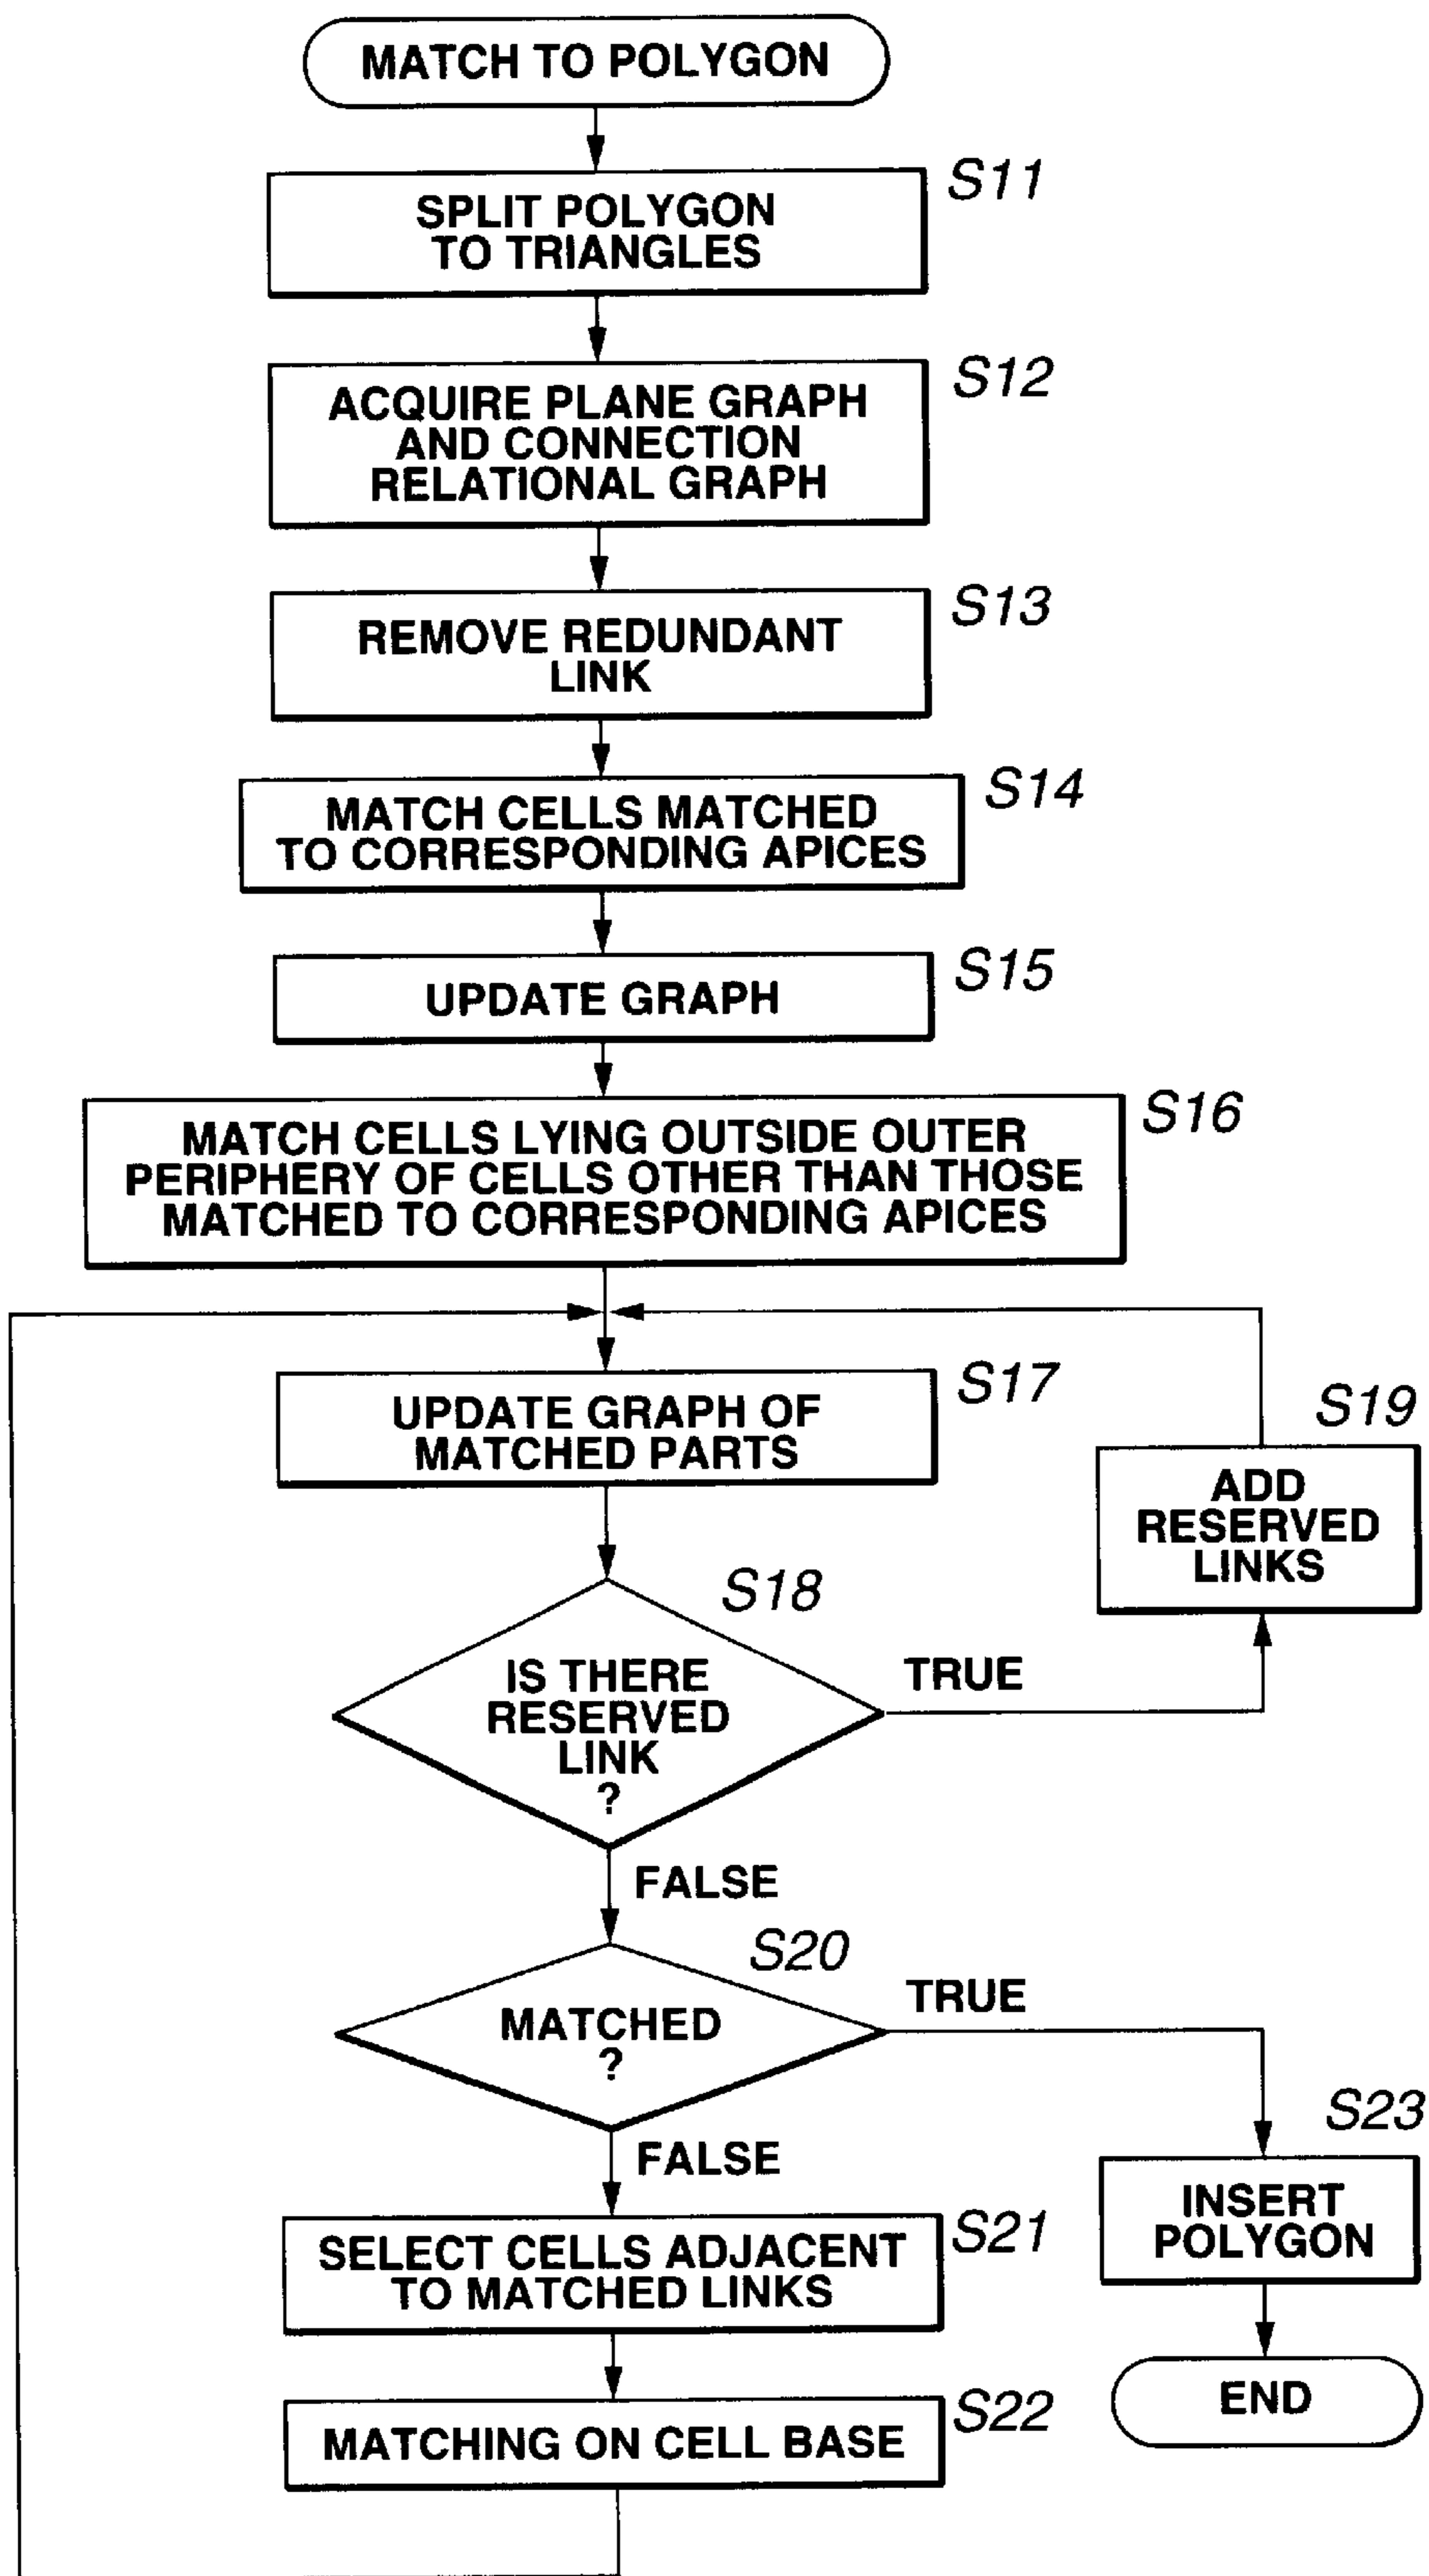 MATCH TO POLYGON
S11
SPLIT POLYGON
TO TRIANGLES
S12
ACQUIRE PLANE GRAPH
AND CONNECTION
RELATIONAL GRAPH
S13
REMOVE REDUNDANT
LINK
S14
MATCH CELLS MATCHED
TO CORRESPONDING APICES
S15
UPDATE GRAPH
S16
MATCH CELLS LYING OUTSIDE OUTER
PERIPHERY OF CELLS OTHER THAN THOSE
MATCHED TO CORRESPONDING APICES
S17
UPDATE GRAPH OF
MATCHED PARTS
S19
ADD
RESERVED
LINKS
S18
IS THERE
RESERVED
LINK
?
TRUE
FALSE
S20
MATCHED
?
TRUE
FALSE
S23
INSERT
POLYGON
S21
SELECT CELLS ADJACENT
TO MATCHED LINKS
END
S22
MATCHING ON CELL BASE